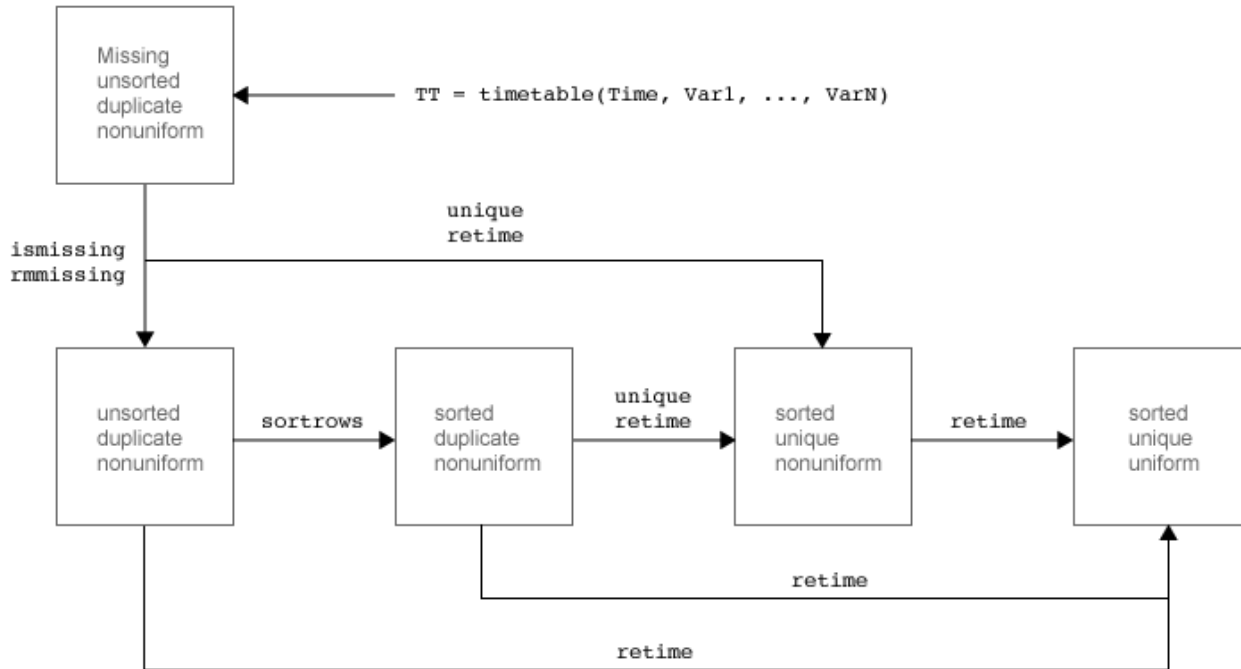 Missing
unsorted
duplicate
nonuniform
TT = timetable(Time, Var1, ..., VarN)
unique
retime
ismissing
rmmissing
unsorted
duplicate
nonuniform
sortrows
sorted
duplicate
nonuniform
unique
retime
sorted
unique
nonuniform
retime
sorted
unique
uniform
retime
retime